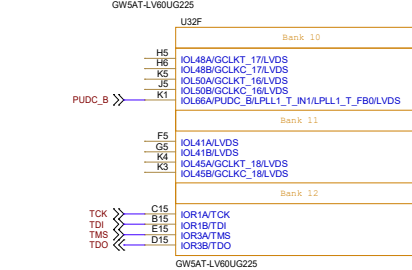 GW5AT-LV60UG225
U32F
Bank 10
H5 IOL48A/GCLKT_17/LVDS
H6 IOL48B/GCLKC_17/LVDS
K5 IOL50A/GCLKT_16/LVDS
J5 IOL50B/GCLKC_16/LVDS
PUDC_B K1 IOL66A/PUDC_B/LPLL1_T_IN1/LPLL1_T_FB0/LVDS
Bank 11
F5 IOL41A/LVDS
G5 IOL41B/LVDS
K4 IOL45A/GCLKT_18/LVDS
K3 IOL45B/GCLKC_18/LVDS
Bank 12
TCK C15 IOR1A/TCK
TDI B15 IOR1B/TDI
TMS E15 IOR3A/TMS
TDO D15 IOR3B/TDO
GW5AT-LV60UG225